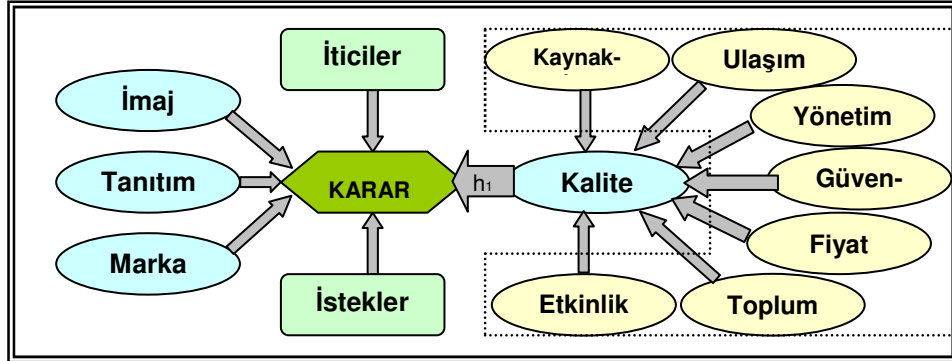 İticiler
Kaynak-
Ulaşım
İmaj
Yönetim
Tanıtım
KARAR
h1
Kalite
Güven-
Marka
Fiyat
İstekler
Etkinlik
Toplum